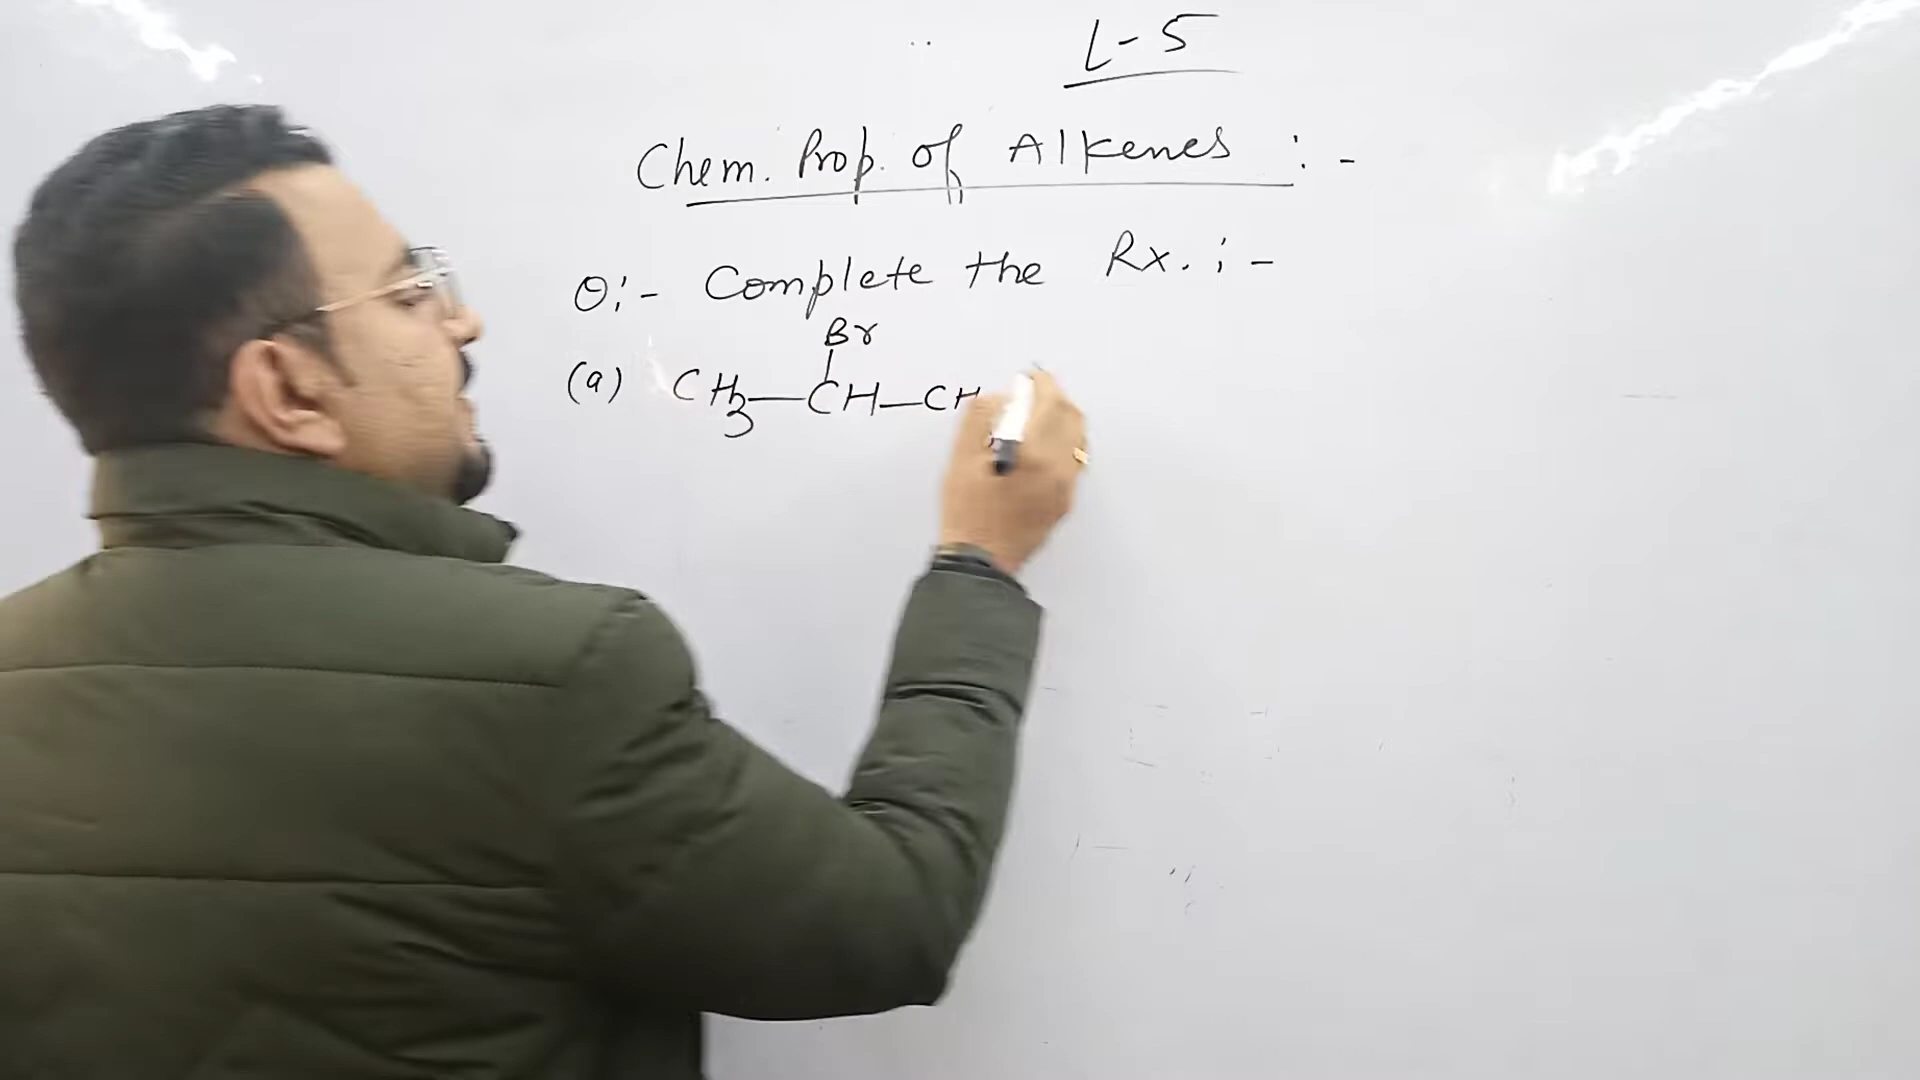 L-5
Chem. Prop. of Alkenes :-
Q:- Complete the Rx. :-
Br
(a) CH3—CH—CH